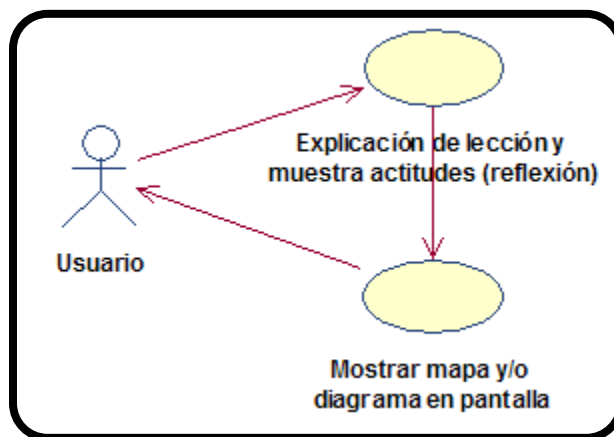 Explicación de lección y
muestra actitudes (reflexión)
Usuario
Mostrar mapa y/o
diagrama en pantalla